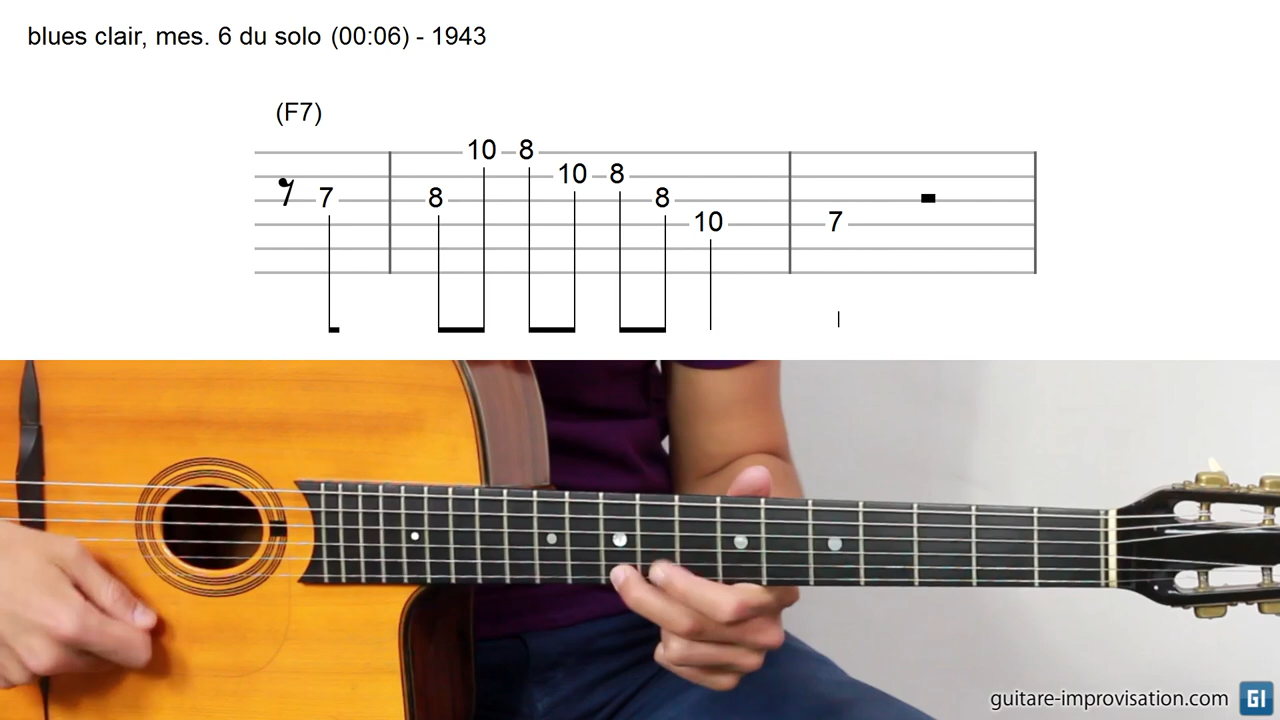 blues clair, mes. 6 du solo (00:06) - 1943
(F7)
10 8
10 8
7 8 8
10 7
guitare-improvisation.com GI